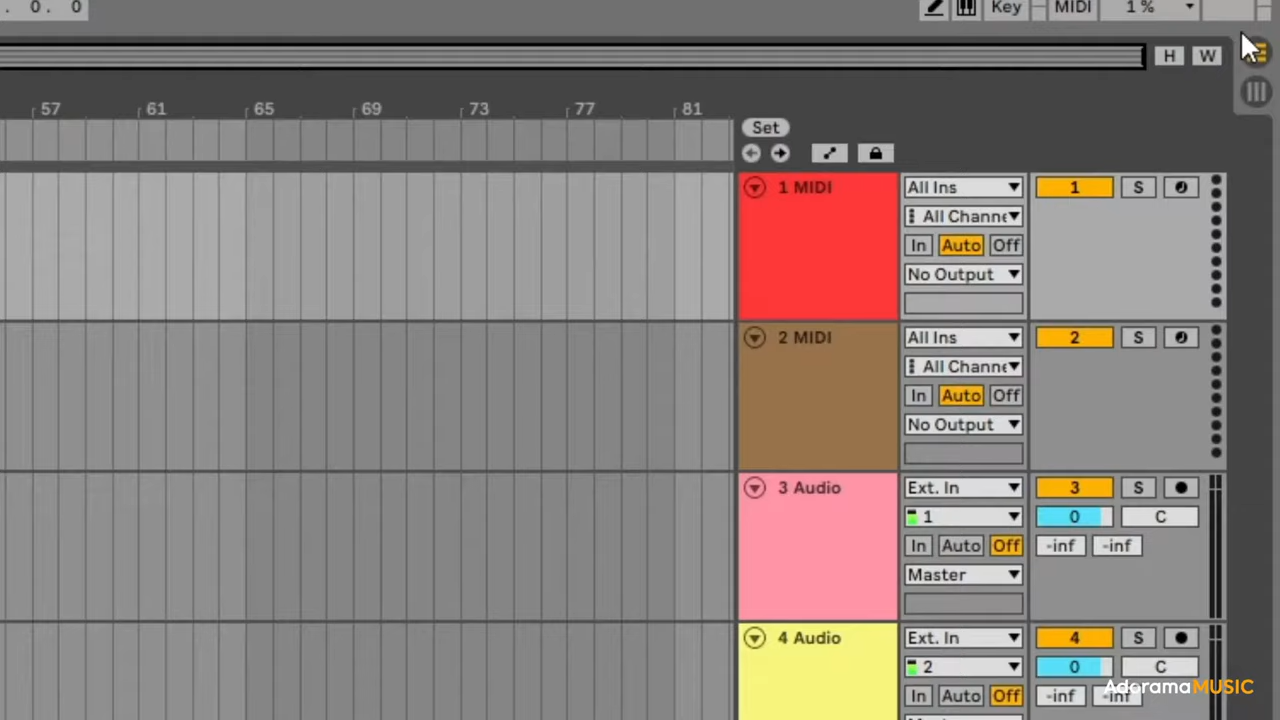 . 0. 0 Key MIDI 1 %
H W
57 61 65 69 73 77 81
Set
1 MIDI All Ins 1 S
All Channe
In Auto Off
No Output
2 MIDI All Ins 2 S
All Channe
In Auto Off
No Output
3 Audio Ext. In 3 S
1 0 C
In Auto Off -inf -inf
Master
4 Audio Ext. In 4 S
2 0 C
In Auto Off -inf -inf
AdoramaMUSIC